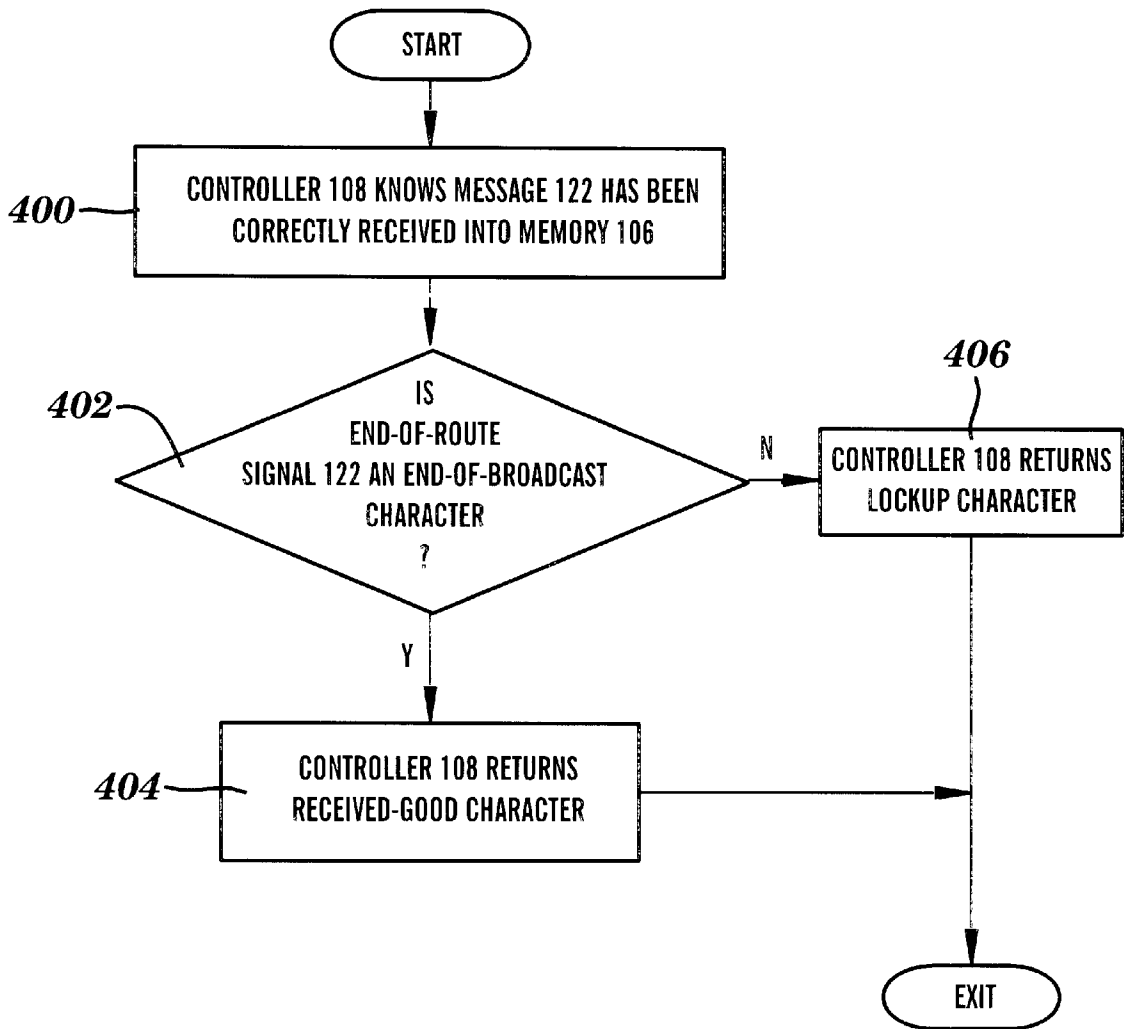 START
400
CONTROLLER 108 KNOWS MESSAGE 122 HAS BEEN
CORRECTLY RECEIVED INTO MEMORY 106
402
IS
END-OF-ROUTE
SIGNAL 122 AN END-OF-BROADCAST
CHARACTER
?
N
406
CONTROLLER 108 RETURNS
LOCKUP CHARACTER
Y
404
CONTROLLER 108 RETURNS
RECEIVED-GOOD CHARACTER
EXIT